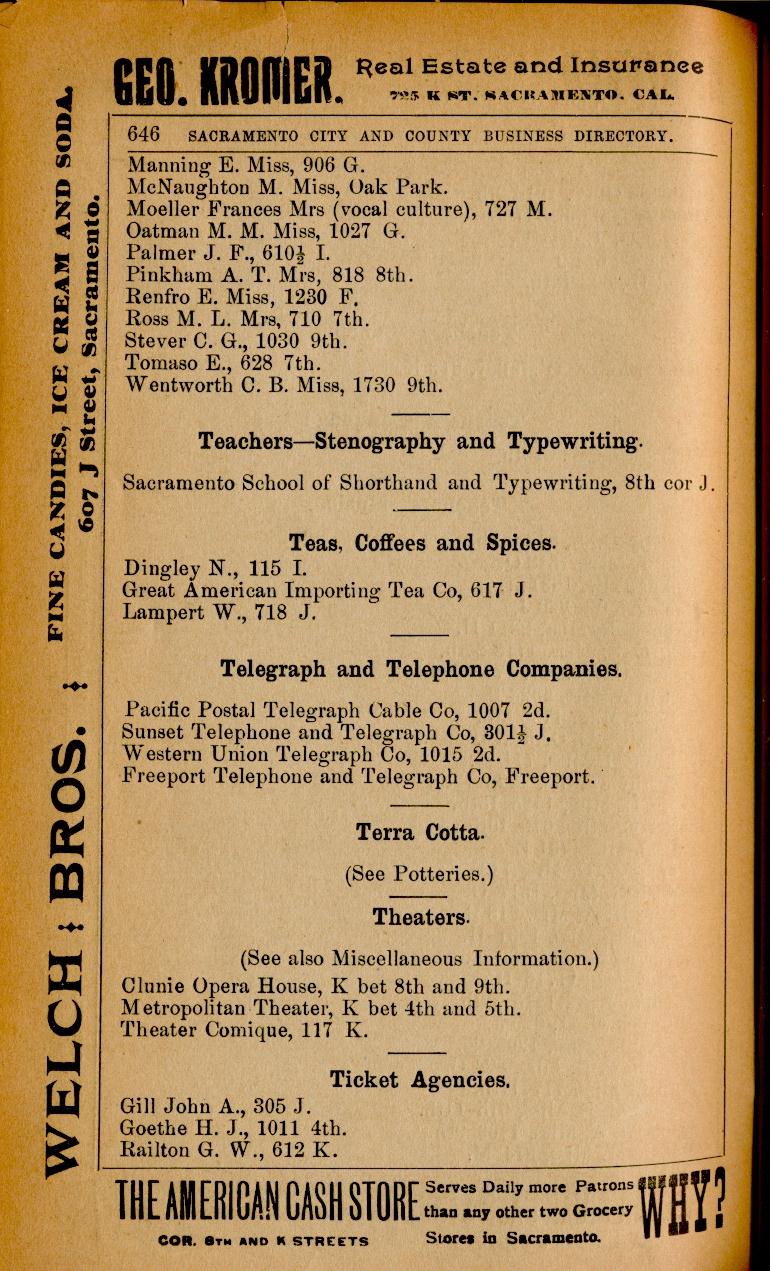 GEO. KROMER. Real Estate and Insurance
725 K ST. SACRAMENTO. CAL.
646 SACRAMENTO CITY AND COUNTY BUSINESS DIRECTORY.
Manning E. Miss, 906 G.
McNaughton M. Miss, Oak Park.
Moeller Frances Mrs (vocal culture), 727 M.
Oatman M. M. Miss, 1027 G.
Palmer J. F., 610½ I.
Pinkham A. T. Mrs, 818 8th.
Renfro E. Miss, 1230 F.
Ross M. L. Mrs, 710 7th.
Stever C. G., 1030 9th.
Tomaso E., 628 7th.
Wentworth C. B. Miss, 1730 9th.
Teachers—Stenography and Typewriting.
Sacramento School of Shorthand and Typewriting, 8th cor J.
Teas, Coffees and Spices.
Dingley N., 115 I.
Great American Importing Tea Co, 617 J.
Lampert W., 718 J.
Telegraph and Telephone Companies.
Pacific Postal Telegraph Cable Co, 1007 2d.
Sunset Telephone and Telegraph Co, 301½ J.
Western Union Telegraph Co, 1015 2d.
Freeport Telephone and Telegraph Co, Freeport.
Terra Cotta.
(See Potteries.)
Theaters.
(See also Miscellaneous Information.)
Clunie Opera House, K bet 8th and 9th.
Metropolitan Theater, K bet 4th and 5th.
Theater Comique, 117 K.
Ticket Agencies.
Gill John A., 305 J.
Goethe H. J., 1011 4th.
Railton G. W., 612 K.
THE AMERICAN CASH STORE
COR. 8TH AND K STREETS
Serves Daily more Patrons
than any other two Grocery
Stores in Sacramento.
WHY?
WELCH BROS. FINE CANDIES, ICE CREAM AND SODA.
607 J Street, Sacramento.